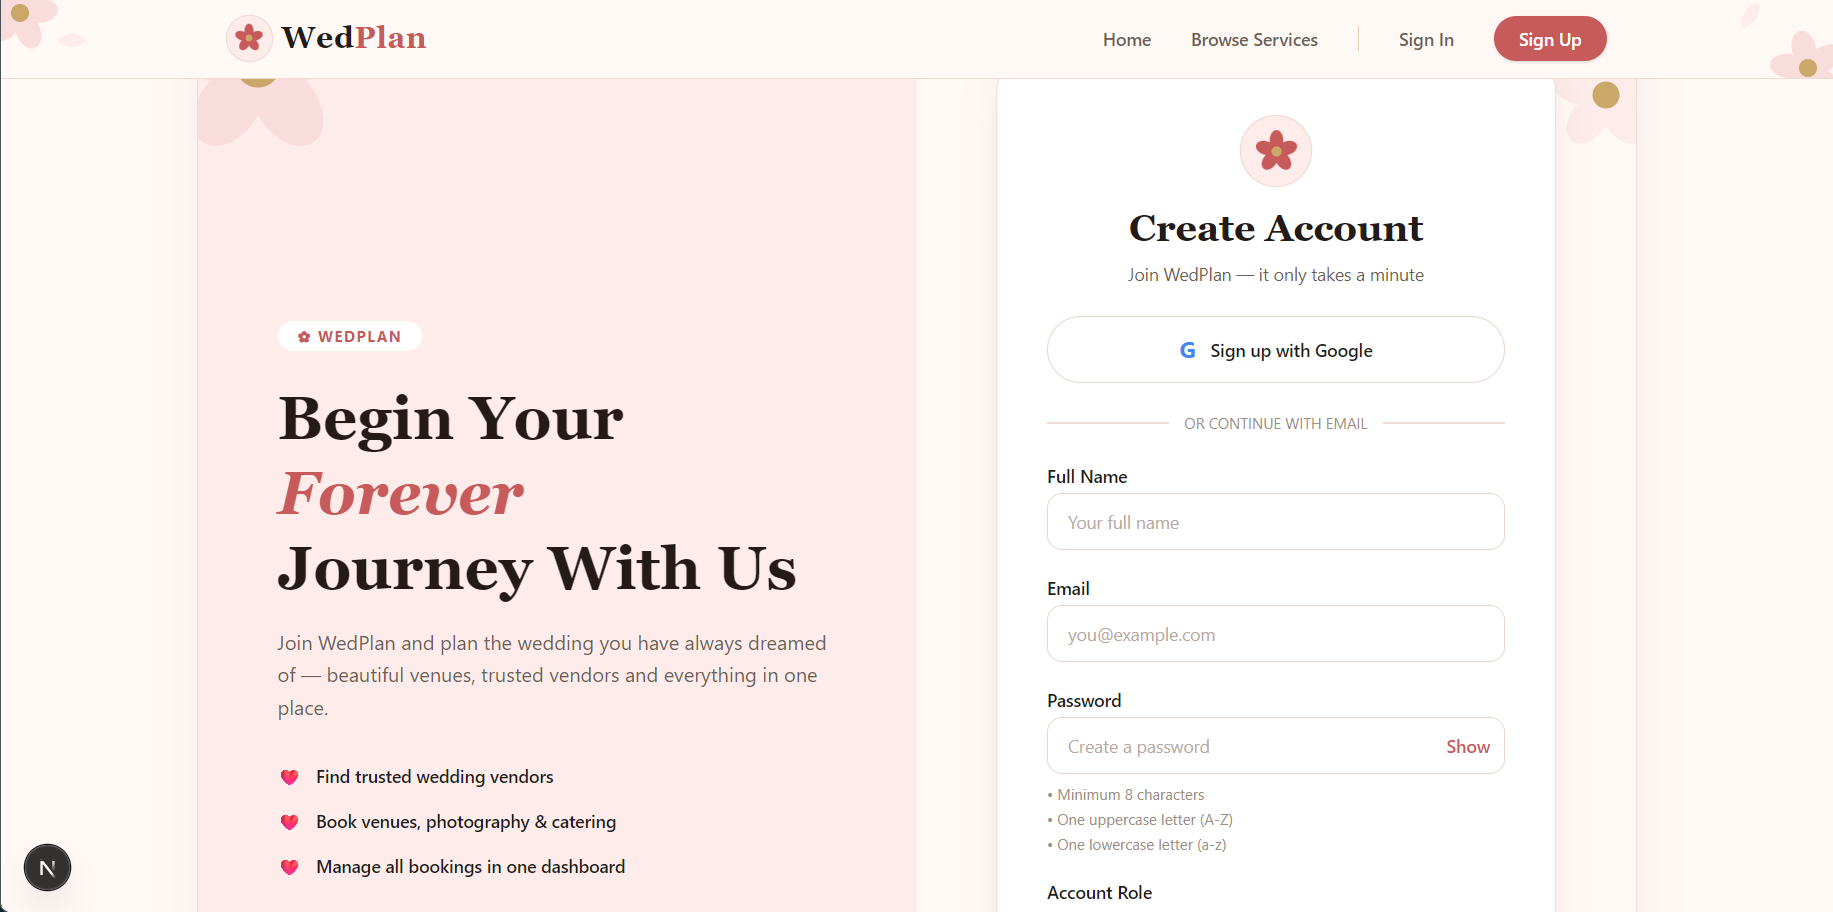 WedPlan
Home
Browse Services
Sign In
Sign Up
✿ WEDPLAN
Begin Your
Forever
Journey With Us
Join WedPlan and plan the wedding you have always dreamed
of — beautiful venues, trusted vendors and everything in one
place.
Find trusted wedding vendors
Book venues, photography & catering
Manage all bookings in one dashboard
N
Create Account
Join WedPlan — it only takes a minute
G Sign up with Google
OR CONTINUE WITH EMAIL
Full Name
Your full name
Email
you@example.com
Password
Create a password
Show
• Minimum 8 characters
• One uppercase letter (A-Z)
• One lowercase letter (a-z)
Account Role